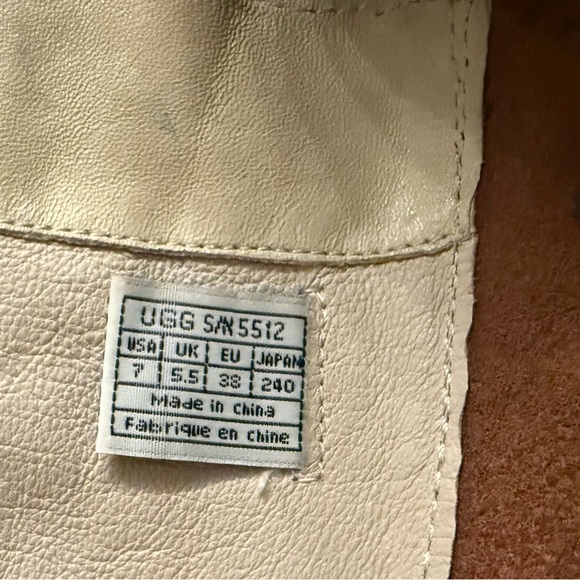 UGG S/N 5512
USA UK EU JAPAN
7 5.5 38 240
Made in china
Fabrique en chine